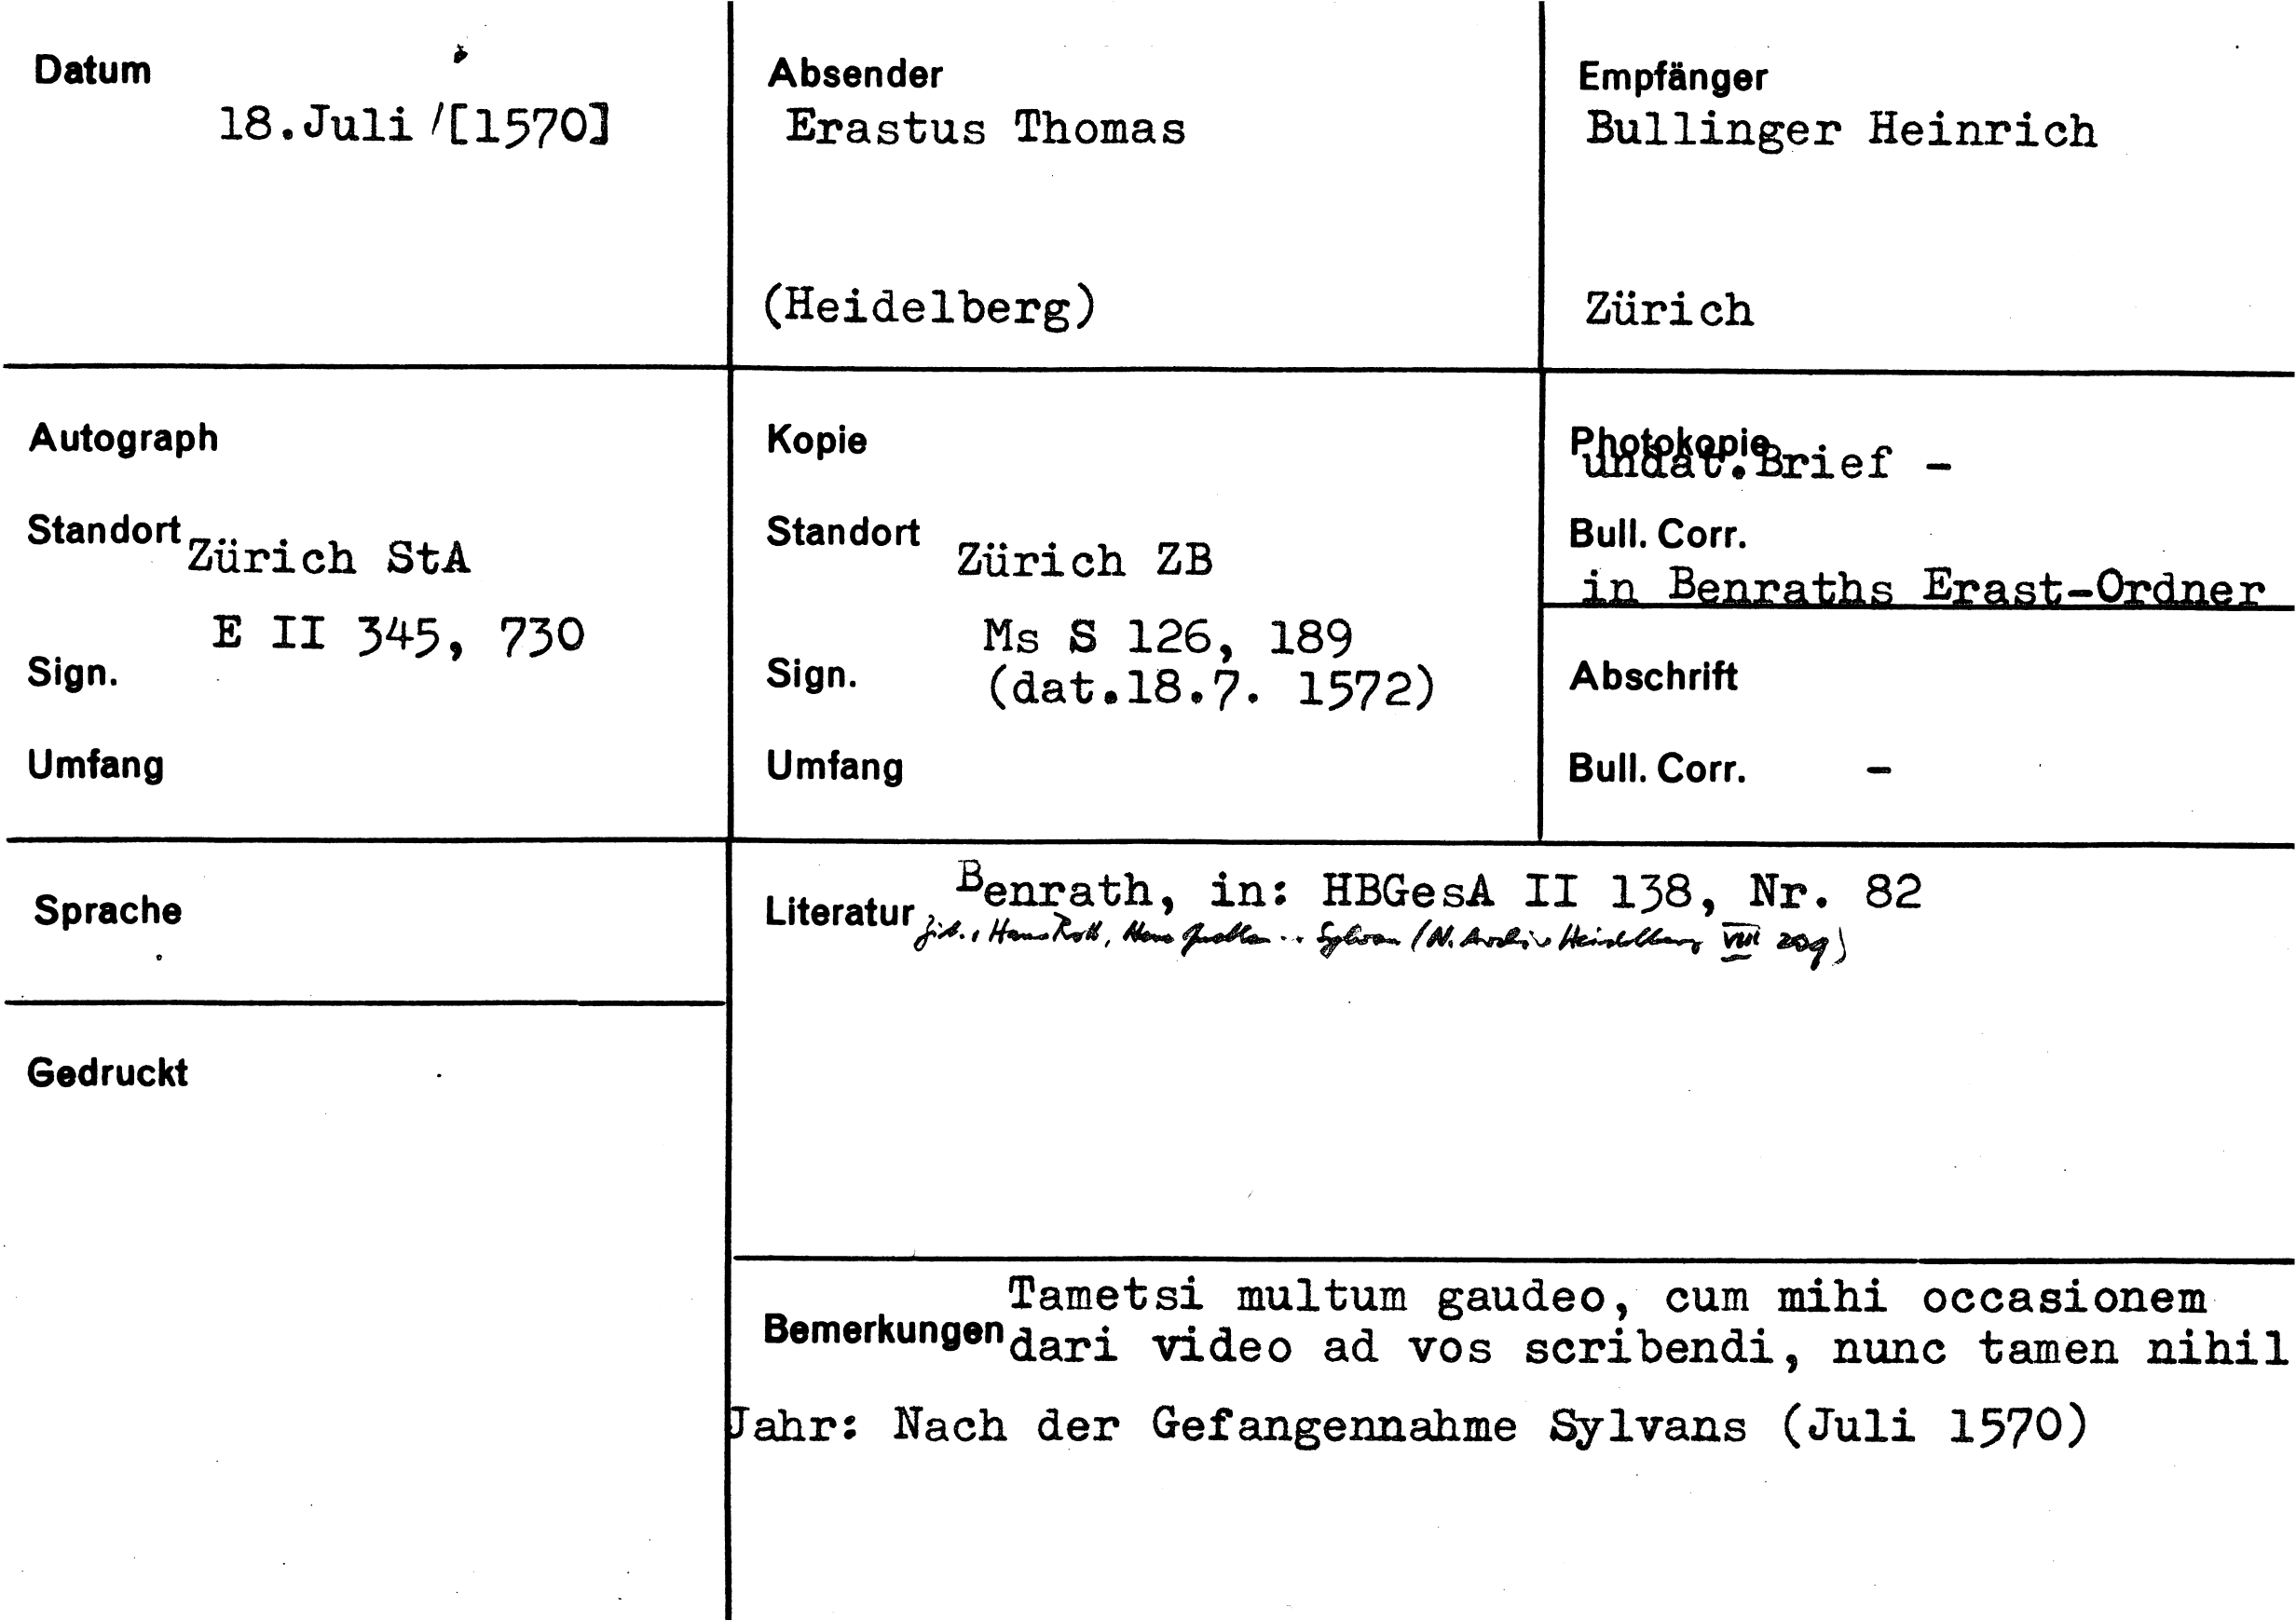 Datum
18.Juli /[1570]
Absender
Erastus Thomas
(Heidelberg)
Empfänger
Bullinger Heinrich
Zürich
Autograph
Standort Zürich StA
E II 345, 730
Sign.
Umfang
Kopie
Standort Zürich ZB
Ms S 126, 189
Sign. (dat.18.7. 1572)
Umfang
Photokopie
undat.Brief -
Bull. Corr.
in Benraths Erast-Ordner
Abschrift
Bull. Corr. -
Sprache
Gedruckt
Benrath, in: HBGesA II 138, Nr. 82
Literatur
Hans Rott, Sylvan (N. Archiv Heidelberg VIII 209)
Tametsi multum gaudeo, cum mihi occasionem
Bemerkungen dari video ad vos scribendi, nunc tamen nihil
Jahr: Nach der Gefangennahme Sylvans (Juli 1570)